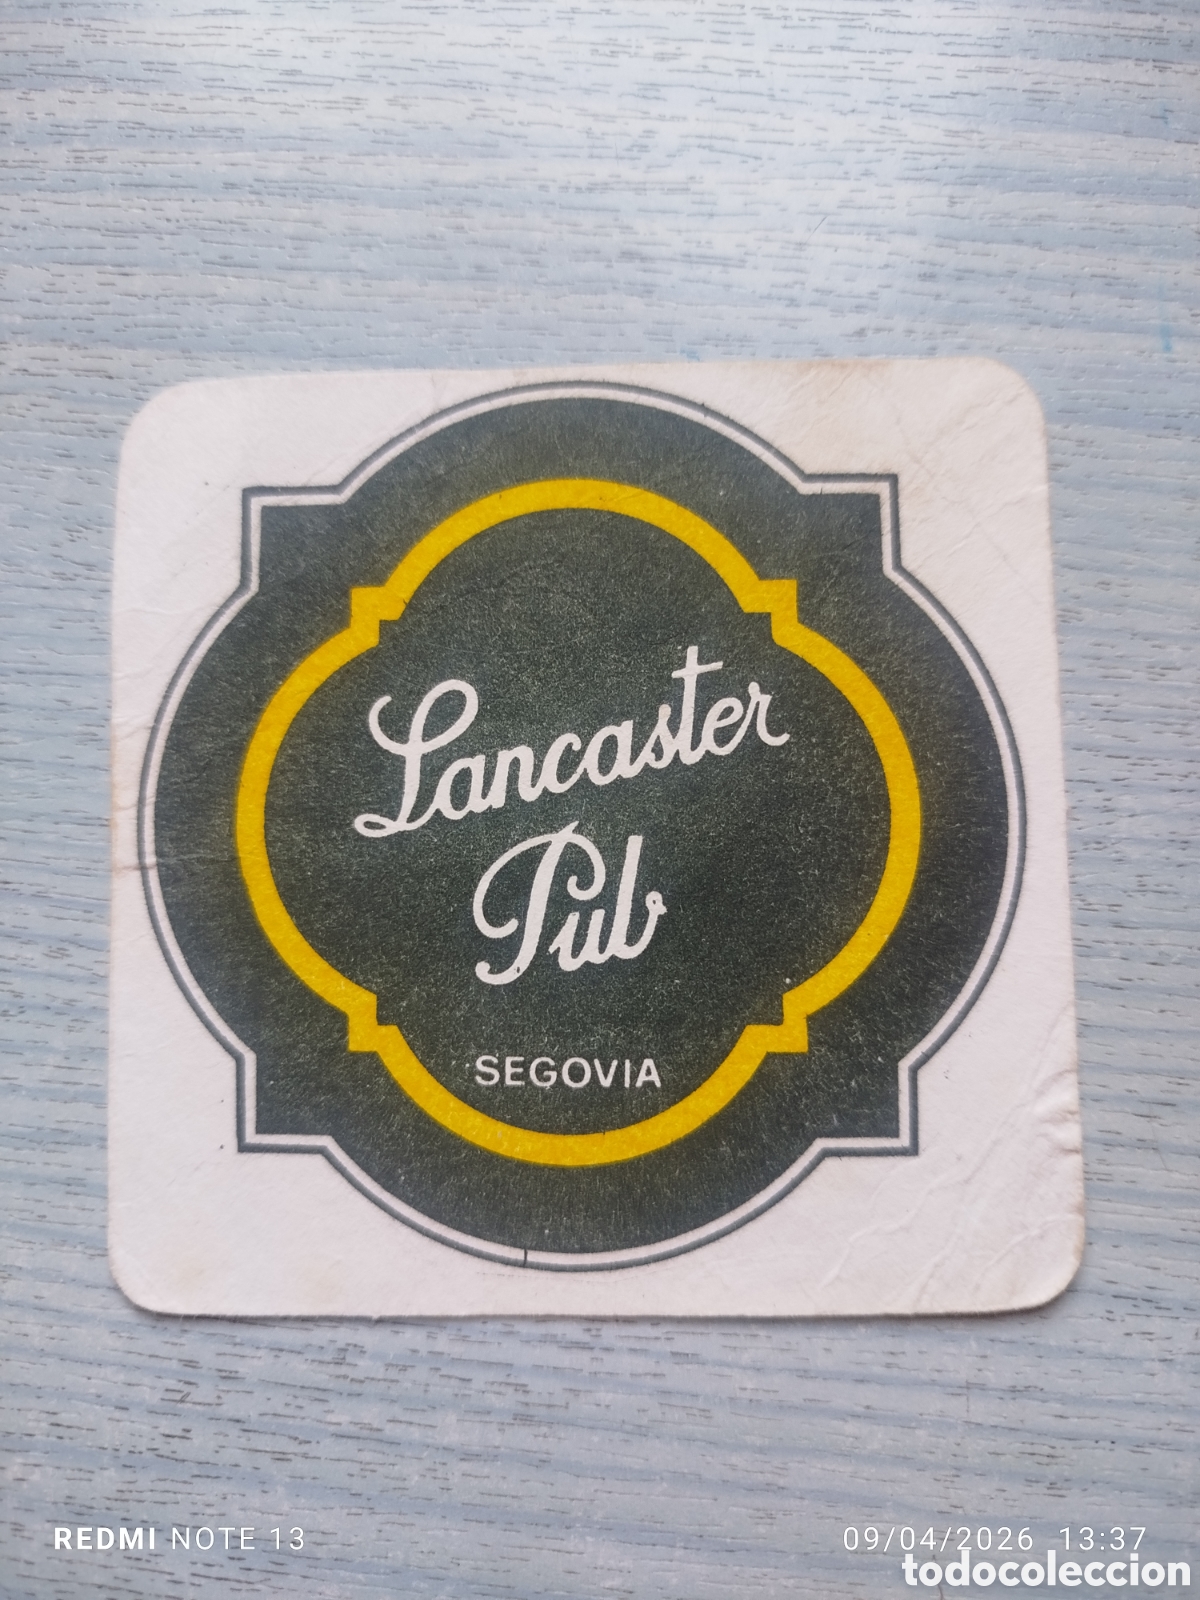 Lancaster
Pub
SEGOVIA
REDMI NOTE 13
09/04/2026 13:37
todocoleccion